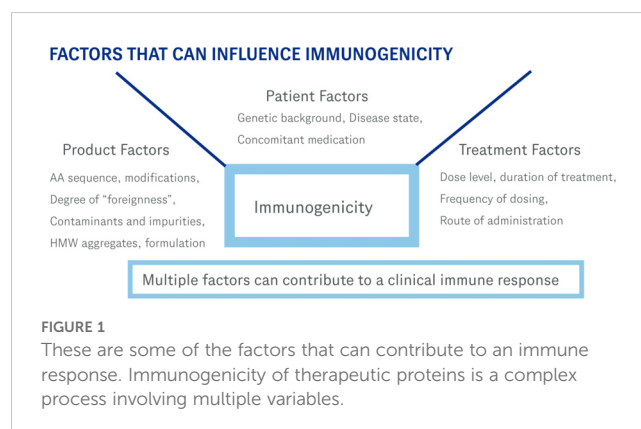 FACTORS THAT CAN INFLUENCE IMMUNOGENICITY
Patient Factors
Genetic background, Disease state,
Concomitant medication
Product Factors
AA sequence, modifications,
Degree of “foreignness”,
Contaminants and impurities,
HMW aggregates, formulation
Immunogenicity
Treatment Factors
Dose level, duration of treatment,
Frequency of dosing,
Route of administration
Multiple factors can contribute to a clinical immune response
FIGURE 1
These are some of the factors that can contribute to an immune
response. Immunogenicity of therapeutic proteins is a complex
process involving multiple variables.